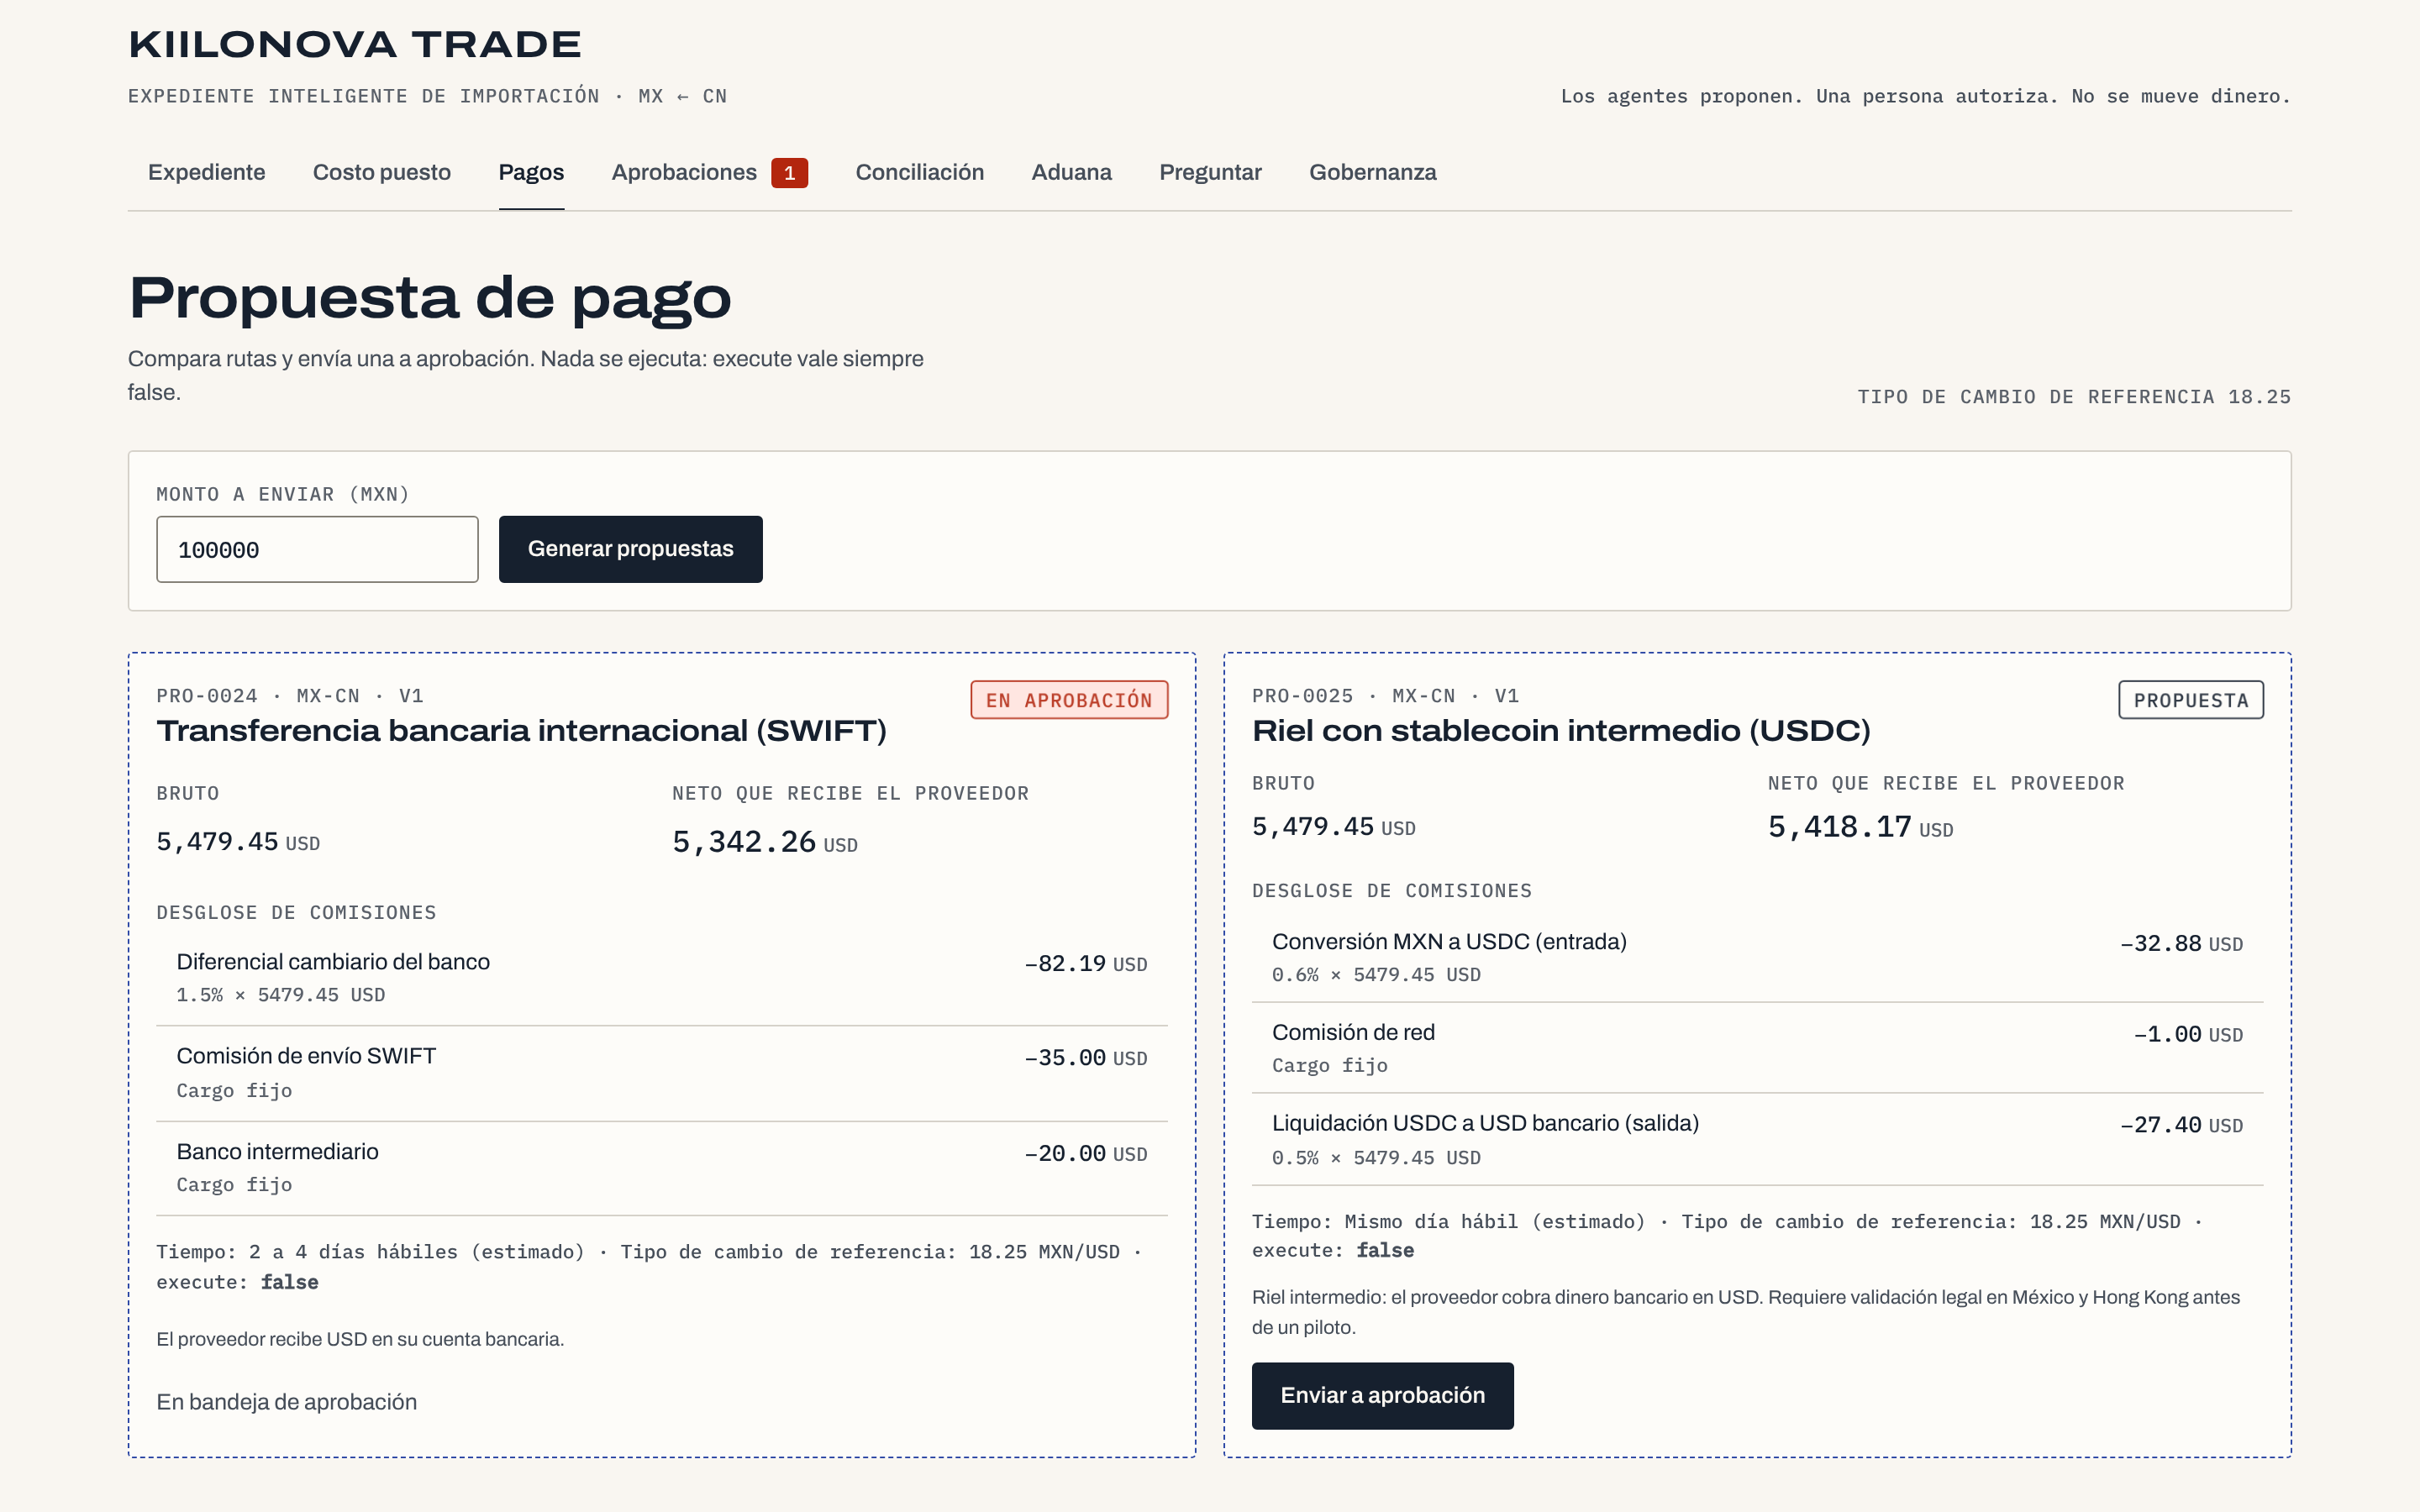 KIILONOVA TRADE
EXPEDIENTE INTELIGENTE DE IMPORTACIÓN · MX ← CN
Los agentes proponen. Una persona autoriza. No se mueve dinero.
Expediente
Costo puesto
Pagos
Aprobaciones 1
Conciliación
Aduana
Preguntar
Gobernanza
Propuesta de pago
Compara rutas y envía una a aprobación. Nada se ejecuta: execute vale siempre
false.
TIPO DE CAMBIO DE REFERENCIA 18.25
MONTO A ENVIAR (MXN)
100000
Generar propuestas
PRO-0024 · MX-CN · V1
EN APROBACIÓN
Transferencia bancaria internacional (SWIFT)
BRUTO
NETO QUE RECIBE EL PROVEEDOR
5,479.45 USD
5,342.26 USD
DESGLOSE DE COMISIONES
Diferencial cambiario del banco
−82.19 USD
1.5% × 5479.45 USD
Comisión de envío SWIFT
−35.00 USD
Cargo fijo
Banco intermediario
−20.00 USD
Cargo fijo
Tiempo: 2 a 4 días hábiles (estimado) · Tipo de cambio de referencia: 18.25 MXN/USD ·
execute: false
El proveedor recibe USD en su cuenta bancaria.
En bandeja de aprobación
PRO-0025 · MX-CN · V1
PROPUESTA
Riel con stablecoin intermedio (USDC)
BRUTO
NETO QUE RECIBE EL PROVEEDOR
5,479.45 USD
5,418.17 USD
DESGLOSE DE COMISIONES
Conversión MXN a USDC (entrada)
−32.88 USD
0.6% × 5479.45 USD
Comisión de red
−1.00 USD
Cargo fijo
Liquidación USDC a USD bancario (salida)
−27.40 USD
0.5% × 5479.45 USD
Tiempo: Mismo día hábil (estimado) · Tipo de cambio de referencia: 18.25 MXN/USD ·
execute: false
Riel intermedio: el proveedor cobra dinero bancario en USD. Requiere validación legal en México y Hong Kong antes
de un piloto.
Enviar a aprobación